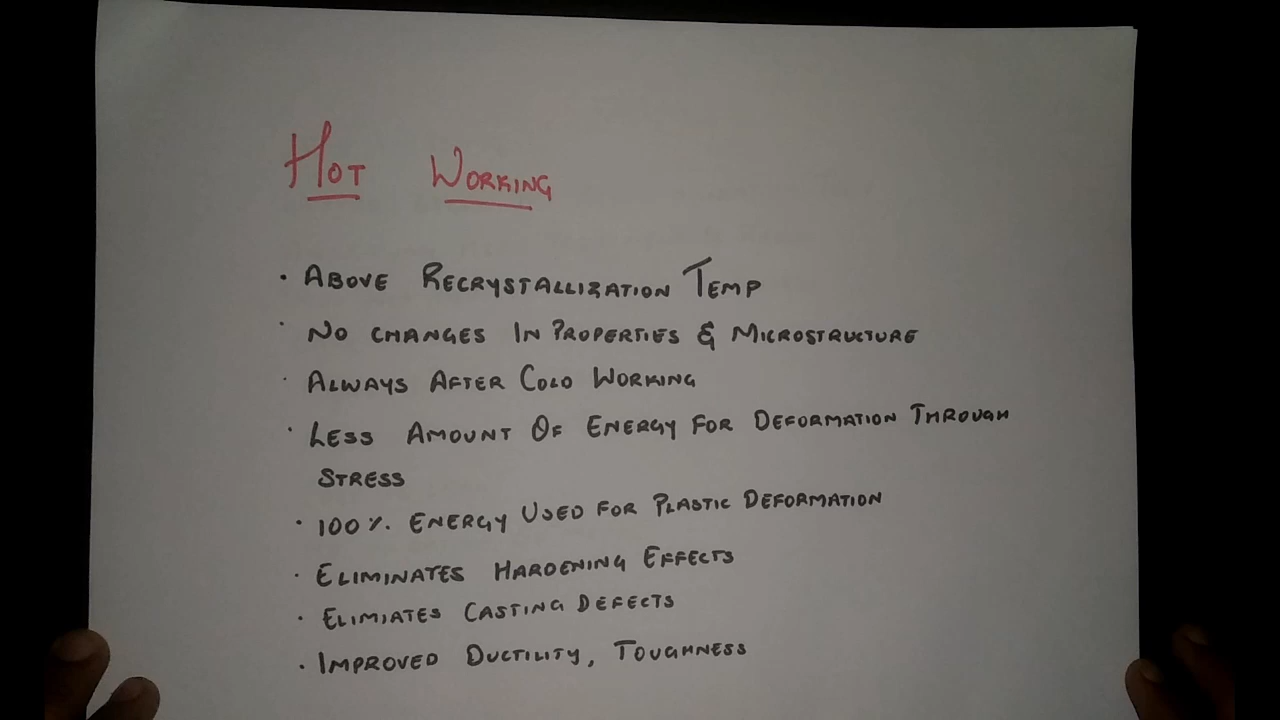 HOT WORKING
· ABOVE RECRYSTALLIZATION TEMP
· NO CHANGES IN PROPERTIES & MICROSTRUCTURE
· ALWAYS AFTER COLD WORKING
· LESS AMOUNT OF ENERGY FOR DEFORMATION THROUGH
STRESS
· 100%. ENERGY USED FOR PLASTIC DEFORMATION
· ELIMINATES HARDENING EFFECTS
· ELIMIATES CASTING DEFECTS
· IMPROVED DUCTILITY, TOUGHNESS